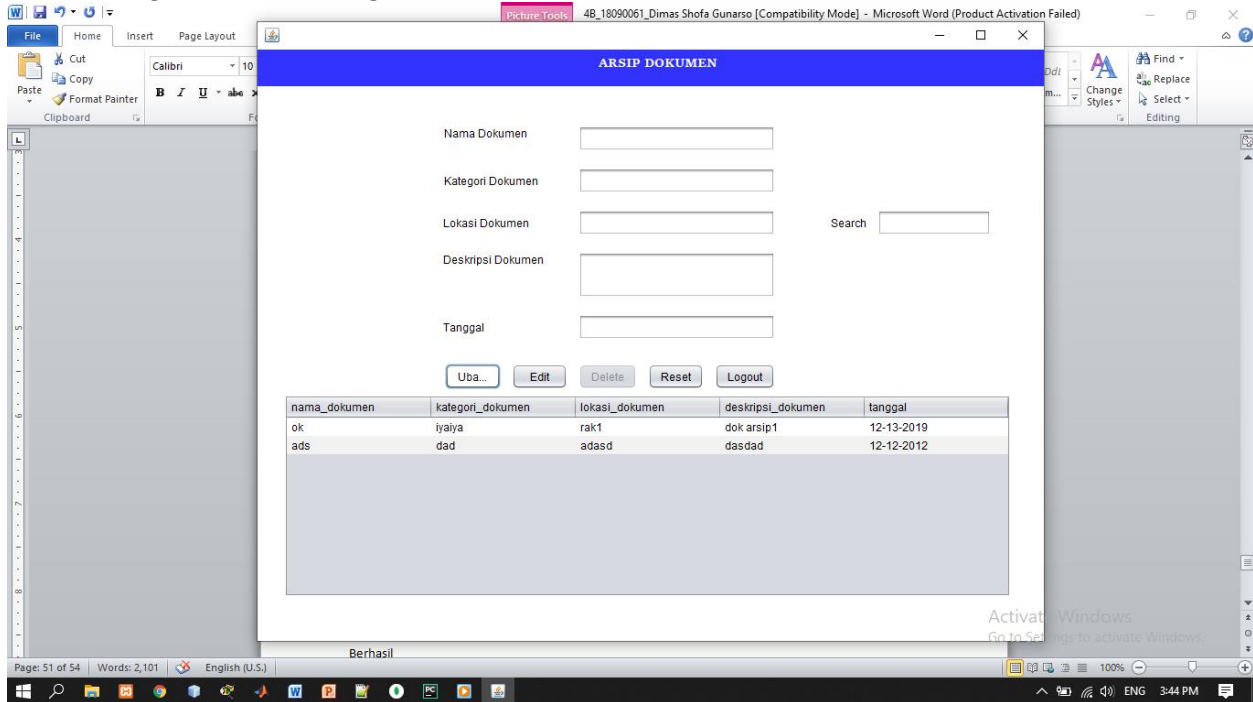 Picture Tools
4B_18090061_Dimas Shofa Gunarso [Compatibility Mode] - Microsoft Word (Product Activation Failed)
File Home Insert Page Layout
Cut
Copy
Format Painter
Paste
Clipboard
Calibri 10
B I U abe
ARSIP DOKUMEN
Nama Dokumen
Kategori Dokumen
Lokasi Dokumen
Search
Deskripsi Dokumen
Tanggal
Uba... Edit Delete Reset Logout
nama_dokumen kategori_dokumen lokasi_dokumen deskripsi_dokumen tanggal
ok iyaiya rak1 dok arsip1 12-13-2019
ads dad adasd dasdad 12-12-2012
Change
Styles
Find
Replace
Select
Editing
Activate Windows
Go to Settings to activate Windows.
Berhasil
Page: 51 of 54 Words: 2,101 English (U.S.) 100%
ENG 3:44 PM